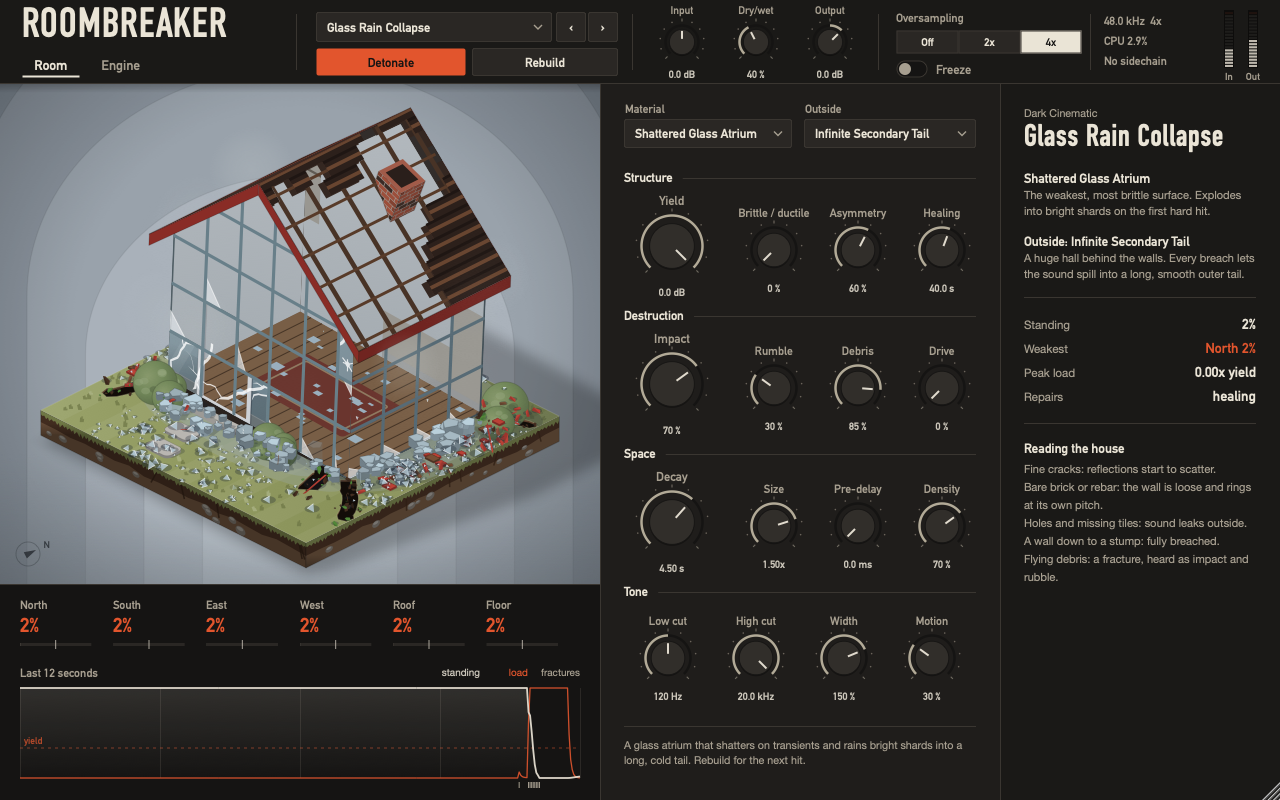 ROOMBREAKER
Room
Engine
Glass Rain Collapse
‹
›
Detonate
Rebuild
Input
0.0 dB
Dry/wet
40 %
Output
0.0 dB
Oversampling
Off
2x
4x
Freeze
48.0 kHz 4x
CPU 2.9%
No sidechain
In
Out
N
North
2%
South
2%
East
2%
West
2%
Roof
2%
Floor
2%
Last 12 seconds
standing
load
fractures
yield
Material
Shattered Glass Atrium
Outside
Infinite Secondary Tail
Structure
Yield
0.0 dB
Brittle / ductile
0 %
Asymmetry
60 %
Healing
40.0 s
Destruction
Impact
70 %
Rumble
30 %
Debris
85 %
Drive
0 %
Space
Decay
4.50 s
Size
1.50x
Pre-delay
0.0 ms
Density
70 %
Tone
Low cut
120 Hz
High cut
20.0 kHz
Width
150 %
Motion
30 %
A glass atrium that shatters on transients and rains bright shards into a
long, cold tail. Rebuild for the next hit.
Dark Cinematic
Glass Rain Collapse
Shattered Glass Atrium
The weakest, most brittle surface. Explodes
into bright shards on the first hard hit.
Outside: Infinite Secondary Tail
A huge hall behind the walls. Every breach lets
the sound spill into a long, smooth outer tail.
Standing
2%
Weakest
North 2%
Peak load
0.00x yield
Repairs
healing
Reading the house
Fine cracks: reflections start to scatter.
Bare brick or rebar: the wall is loose and rings
at its own pitch.
Holes and missing tiles: sound leaks outside.
A wall down to a stump: fully breached.
Flying debris: a fracture, heard as impact and
rubble.